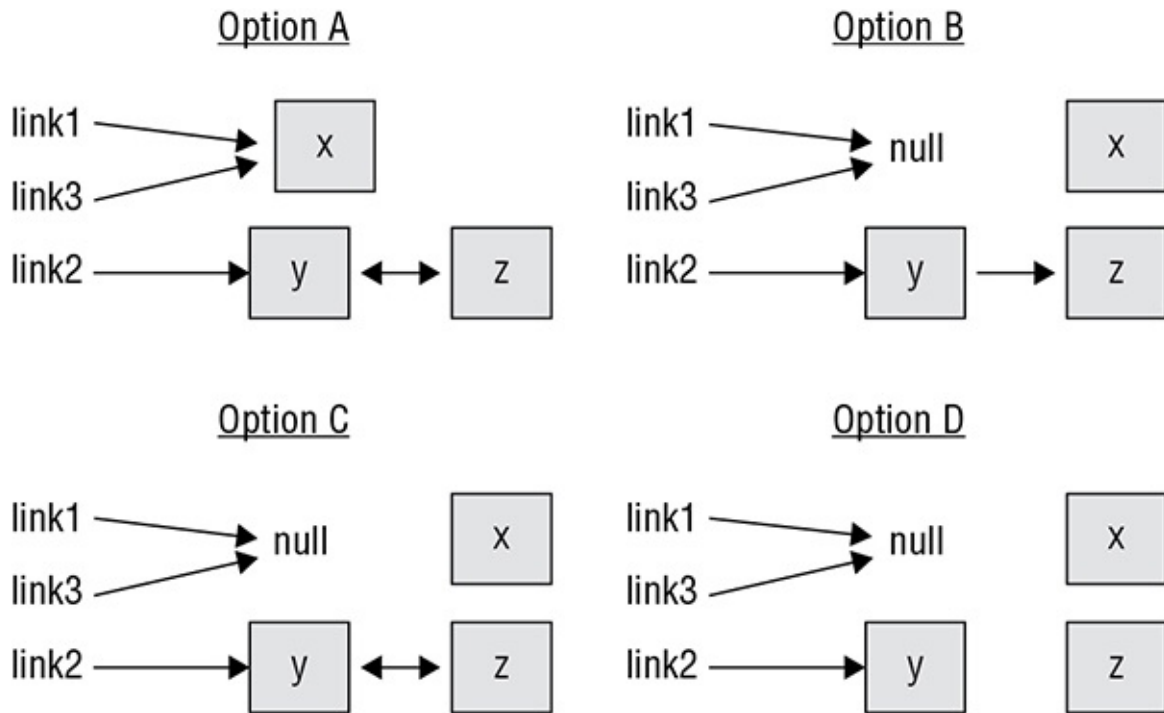 Option A
link1
x
link3
link2
y
z
Option B
link1
null
x
link3
link2
y
z
Option C
link1
null
x
link3
link2
y
z
Option D
link1
null
x
link3
link2
y
z